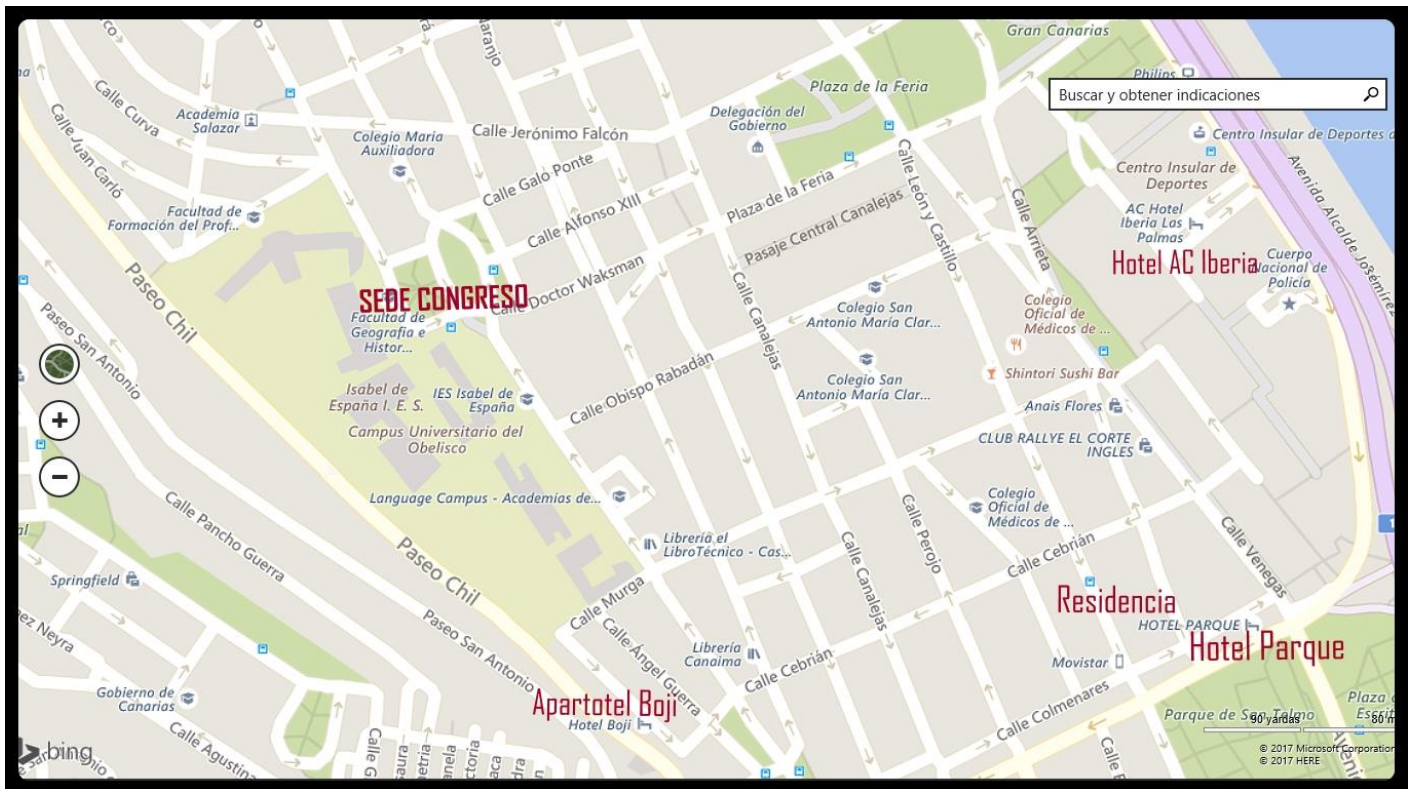 Gran Canarias
Naranjo
Philips
Plaza de la Feria
Buscar y obtener indicaciones
Calle Curva
Academia
Salazar
Delegación del
Gobierno
Calle Jerónimo Falcón
Colegio Maria
Auxiliadora
Centro Insular de Deportes
Calle Juan Carló
Calle Galo Ponte
Calle León y Castillo
Centro Insular de
Deportes
Avenida Alcalde José
Plaza de la Feria
Calle Alfonso XIII
Facultad de
Formación del Prof...
Pasaje Central Canalejas
Calle Arrieta
AC Hotel
Iberia Las
Palmas
Hotel AC Iberia
Cuerpo
Nacional de
Policía
Paseo Chil
Calle Doctor Waksman
SEDE CONGRESO
Facultad de
Geografia e
Histor...
Calle Canalejas
Colegio San
Antonio María Clar...
Colegio
Oficial de
Médicos de ...
Paseo San Antonio
Calle Obispo Rabadán
Colegio San
Antonio María Clar...
Shintori Sushi Bar
Isabel de
España I. E. S.
IES Isabel de
España
Anais Flores
Campus Universitario del
Obelisco
CLUB RALLYE EL CORTE
INGLES
Language Campus - Academias de...
Colegio
Oficial de
Médicos de ...
Calle Pancho Guerra
Calle Perojo
Calle Venegas
Librería el
LibroTécnico - Cas...
Calle Canalejas
Calle Cebrián
Paseo Chil
Springfield
Calle Murga
Residencia
HOTEL PARQUE
Hotel Parque
Paseo San Antonio
Calle Ángel Guerra
Librería
Canaima
Calle Cebrián
Movistar
Gobierno de
Canarias
Apartotel Boji
Hotel Boji
Calle Colmenares
Parque de San Telmo
90 yardas
Calle Agustina
bing
© 2017 Microsoft Corporation
© 2017 HERE